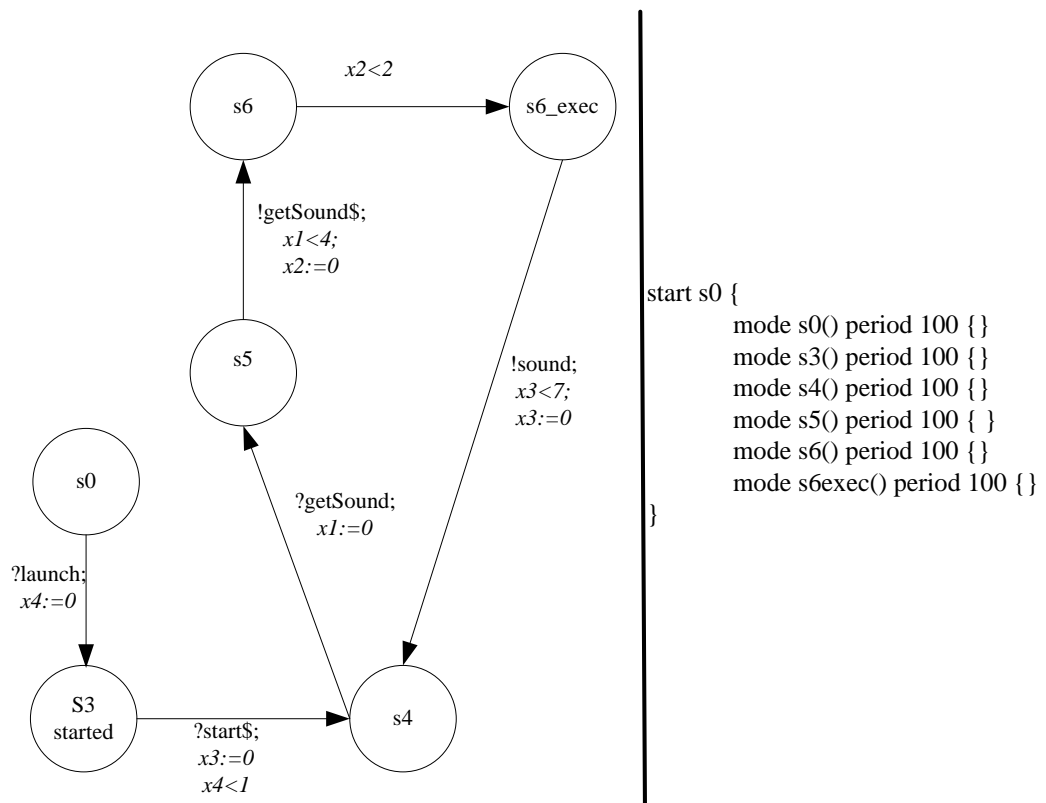 x2<2
s6
s6_exec
!getSound$;
x1<4;
x2:=0
s5
!sound;
x3<7;
x3:=0
s0
?getSound;
x1:=0
?launch;
x4:=0
S3
started
s4
?start$;
x3:=0
x4<1
start s0 {
mode s0() period 100 {}
mode s3() period 100 {}
mode s4() period 100 {}
mode s5() period 100 { }
mode s6() period 100 {}
mode s6exec() period 100 {}
}